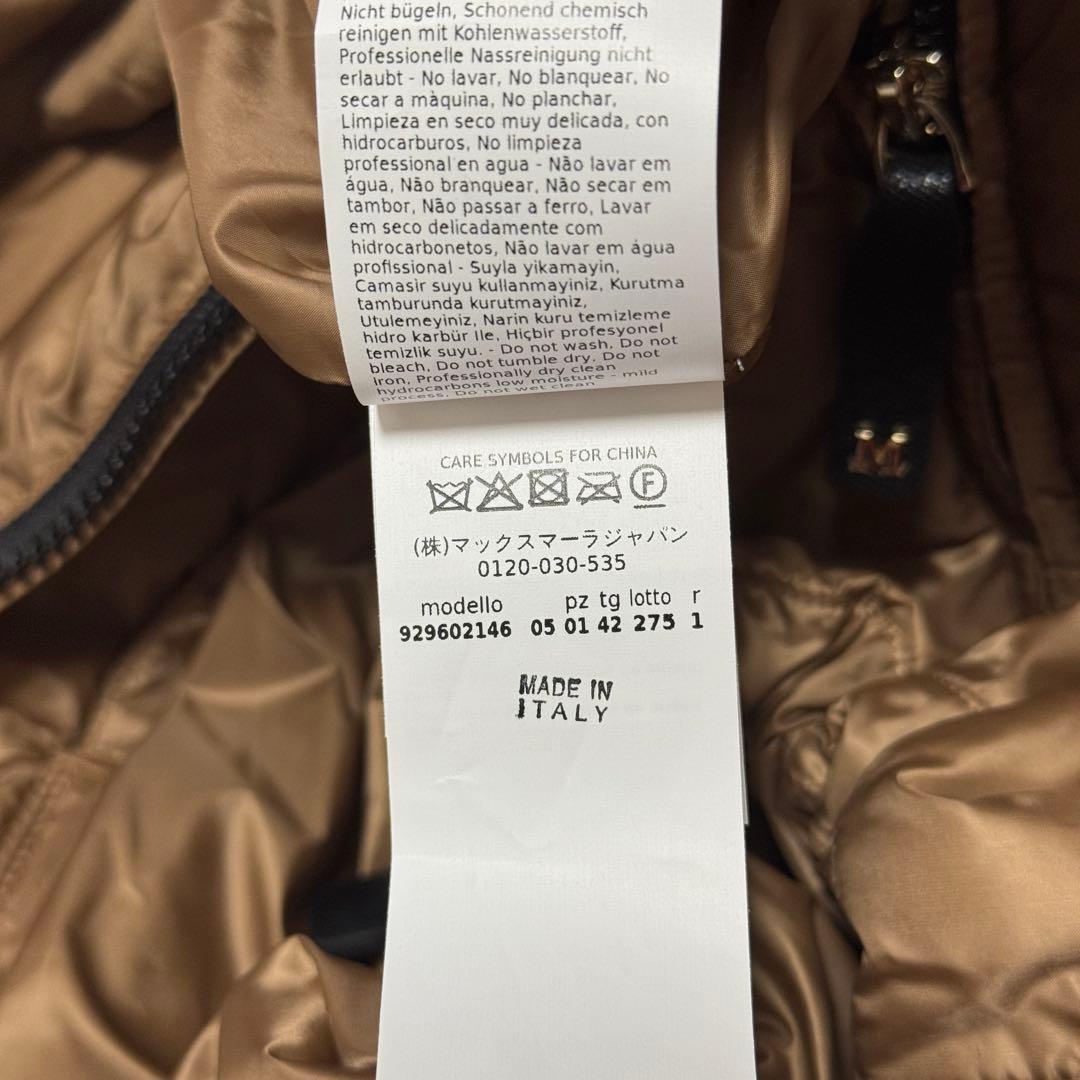 Nicht bügeln, Schonend chemisch
reinigen mit Kohlenwasserstoff,
Professionelle Nassreinigung nicht
erlaubt - No lavar, No blanquear, No
secar a màquina, No planchar,
Limpieza en seco muy delicada, con
hidrocarburos, No limpieza
professional en agua - Não lavar em
água, Não branquear, Não secar em
tambor, Não passar a ferro, Lavar
em seco delicadamente com
hidrocarbonetos, Não lavar em água
profissional - Suyla yikamayin,
Camasir suyu kullanmayiniz, Kurutma
tamburunda kurutmayiniz,
Utulemeyiniz, Narin kuru temizleme
hidro karbür Ile, Hiçbir profesyonel
temizlik suyu. - Do not wash, Do not
bleach, Do not tumble dry, Do not
Iron, Professionally dry clean
hydrocarbons low moisture - mild
process, Do not wet clean
CARE SYMBOLS FOR CHINA
F
(株)マックスマーラジャパン
0120-030-535
modello pz tg lotto r
929602146 05 01 42 275 1
MADE IN
ITALY
M